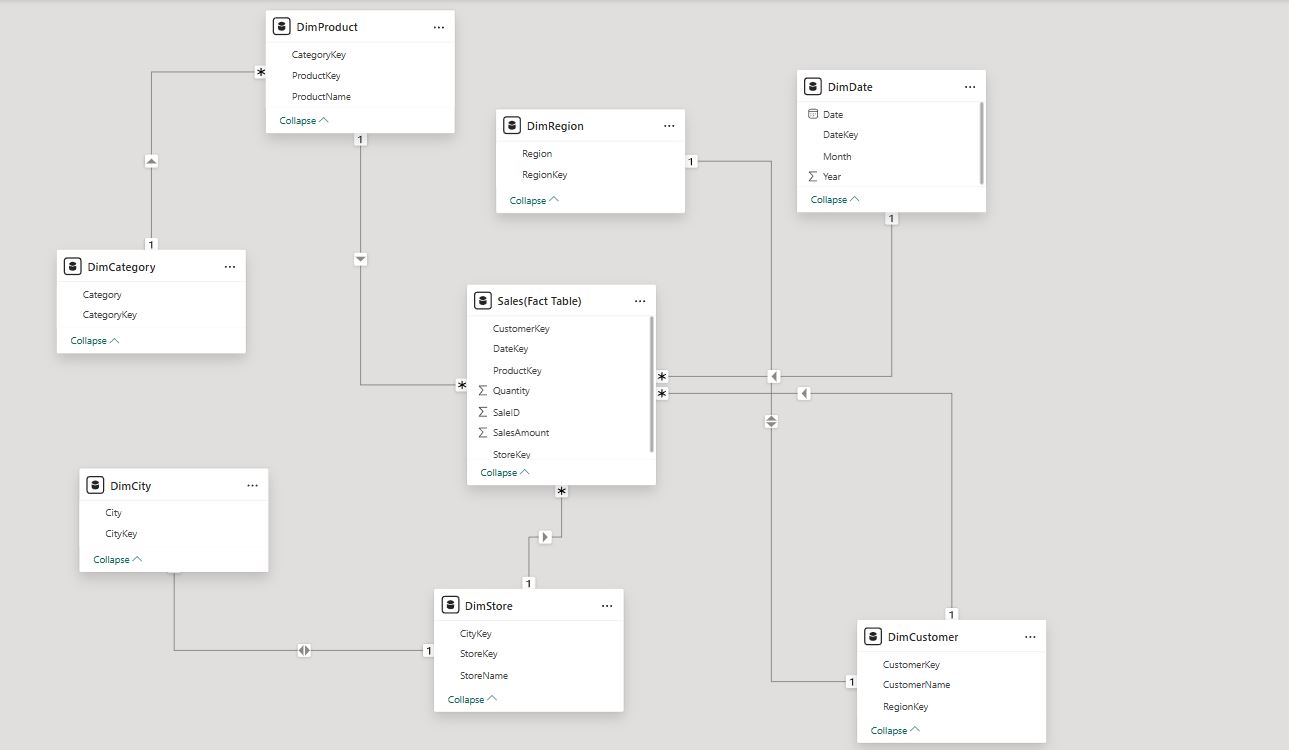 DimProduct
...
CategoryKey
ProductKey
ProductName
Collapse
*
1
DimRegion
...
Region
RegionKey
Collapse
1
DimDate
...
Date
DateKey
Month
Σ Year
Collapse
1
1
DimCategory
...
Category
CategoryKey
Collapse
Sales(Fact Table)
...
CustomerKey
DateKey
ProductKey
Σ Quantity
Σ SaleID
Σ SalesAmount
StoreKey
Collapse
*
*
*
*
DimCity
...
City
CityKey
Collapse
1
1
DimStore
...
CityKey
StoreKey
StoreName
Collapse
1
1
DimCustomer
...
CustomerKey
CustomerName
RegionKey
Collapse